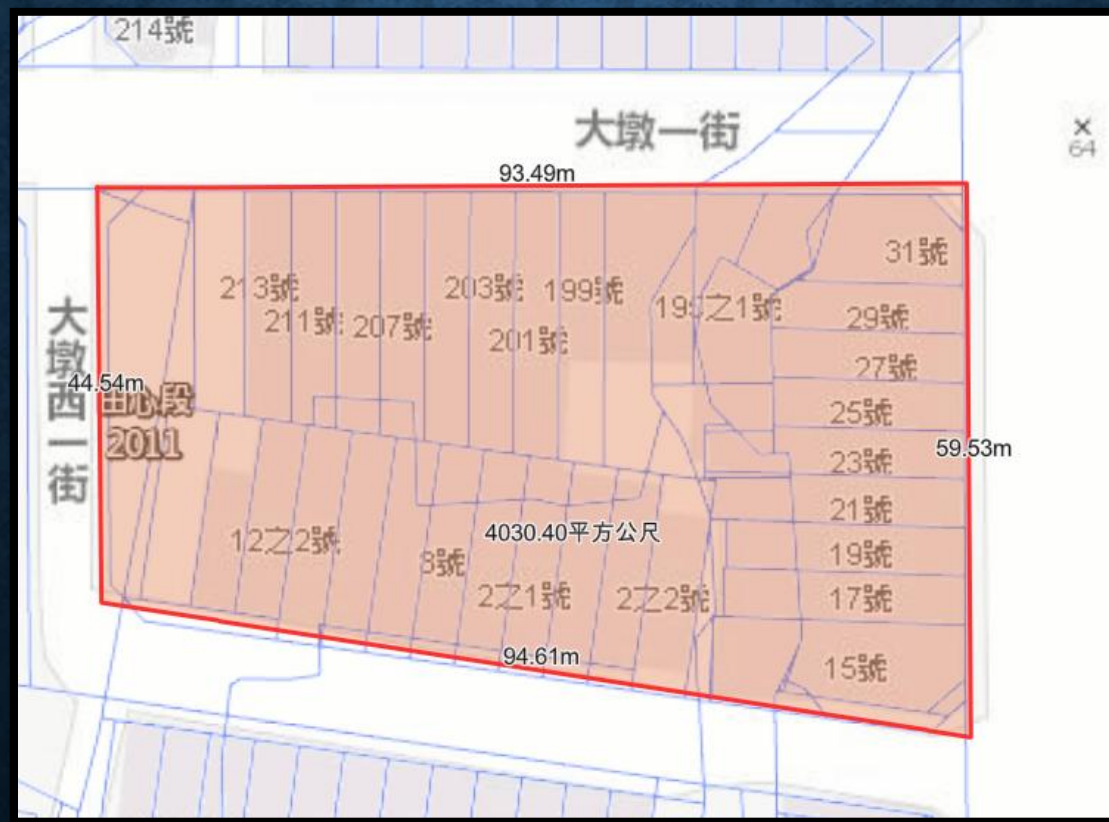 214號
大墩一街
×
64
93.49m
31號
213號
203號
199號
195之1號
211號
207號
201號
29號
27號
大墩西一街
44.54m
田心段
2011
25號
23號
59.53m
21號
4030.40平方公尺
12之2號
8號
19號
2之1號
2之2號
17號
94.61m
15號